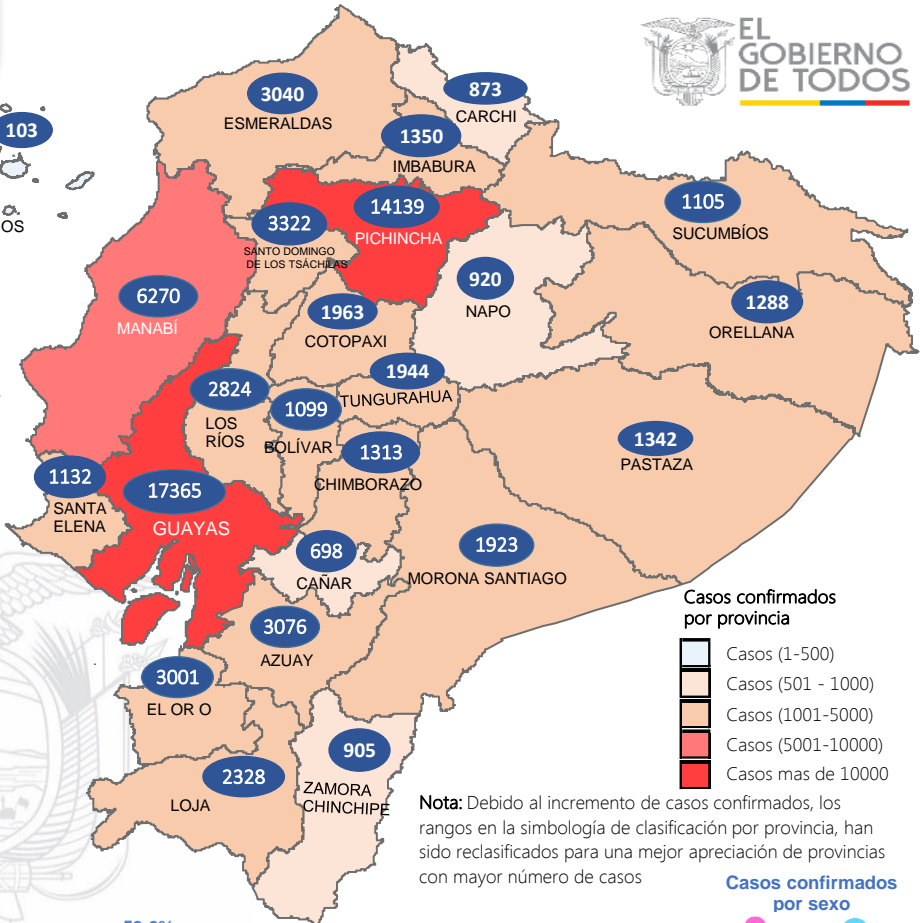 EL
GOBIERNO
DE TODOS
3040
ESMERALDAS
873
CARCHI
103
OS
1350
IMBABURA
14139
PICHINCHA
3322
SANTO DOMINGO
DE LOS TSÁCHILAS
1105
SUCUMBÍOS
6270
MANABÍ
920
NAPO
1288
ORELLANA
1963
COTOPAXI
2824
LOS
RÍOS
1944
TUNGURAHUA
1099
BOLÍVAR
1342
PASTAZA
1313
CHIMBORAZO
1132
SANTA
ELENA
17365
GUAYAS
698
CAÑAR
1923
MORONA SANTIAGO
3076
AZUAY
3001
EL OR O
2328
LOJA
905
ZAMORA
CHINCHIPE
Casos confirmados
por provincia
Casos (1-500)
Casos (501 - 1000)
Casos (1001-5000)
Casos (5001-10000)
Casos mas de 10000
Nota: Debido al incremento de casos confirmados, los
rangos en la simbología de clasificación por provincia, han
sido reclasificados para una mejor apreciación de provincias
con mayor número de casos
Casos confirmados
por sexo